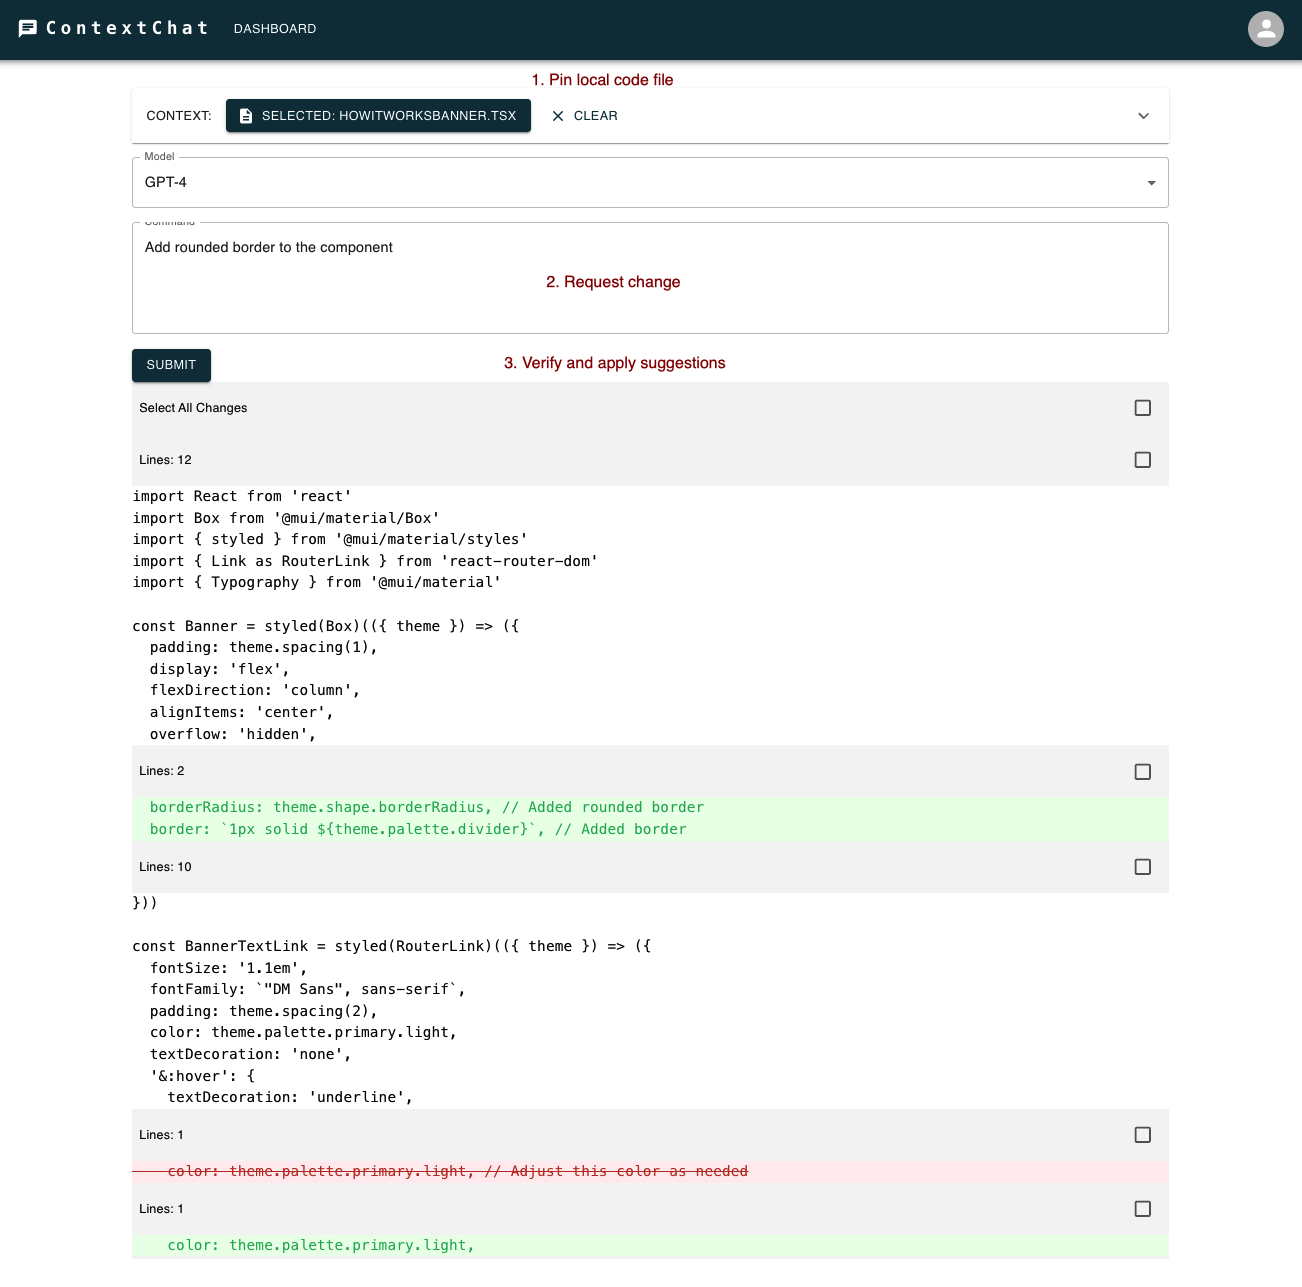 ContextChat DASHBOARD
1. Pin local code file
CONTEXT: SELECTED: HOWITWORKSBANNER.TSX CLEAR
Model
GPT-4
Command
Add rounded border to the component
2. Request change
SUBMIT
3. Verify and apply suggestions
Select All Changes
Lines: 12
import React from 'react'
import Box from '@mui/material/Box'
import { styled } from '@mui/material/styles'
import { Link as RouterLink } from 'react-router-dom'
import { Typography } from '@mui/material'
const Banner = styled(Box)(({ theme }) => ({
  padding: theme.spacing(1),
  display: 'flex',
  flexDirection: 'column',
  alignItems: 'center',
  overflow: 'hidden',
Lines: 2
  borderRadius: theme.shape.borderRadius, // Added rounded border
  border: `1px solid ${theme.palette.divider}`, // Added border
Lines: 10
}))
const BannerTextLink = styled(RouterLink)(({ theme }) => ({
  fontSize: '1.1em',
  fontFamily: `"DM Sans", sans-serif`,
  padding: theme.spacing(2),
  color: theme.palette.primary.light,
  textDecoration: 'none',
  '&:hover': {
    textDecoration: 'underline',
Lines: 1
    color: theme.palette.primary.light, // Adjust this color as needed
Lines: 1
    color: theme.palette.primary.light,